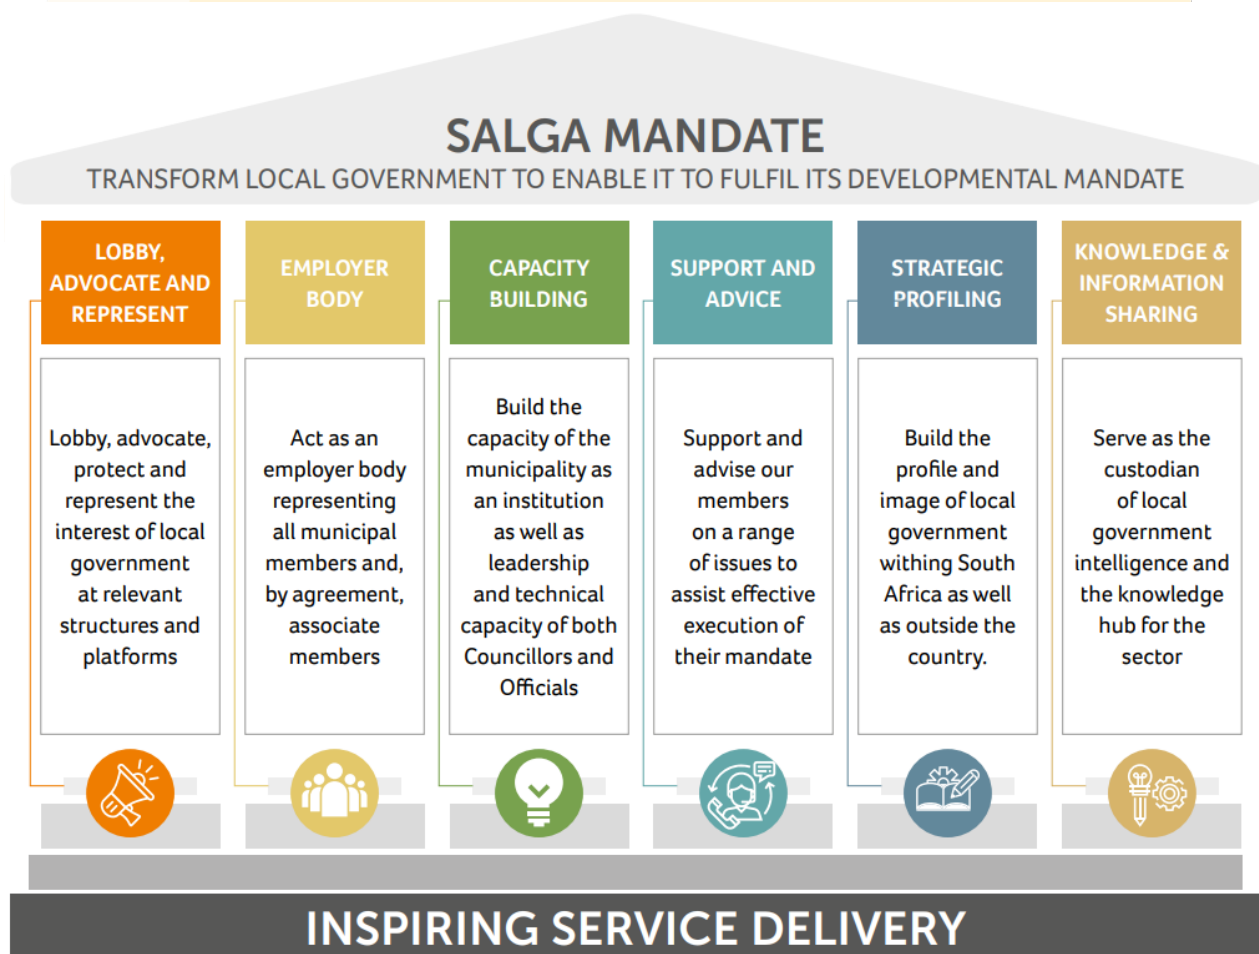 SALGA MANDATE
TRANSFORM LOCAL GOVERNMENT TO ENABLE IT TO FULFIL ITS DEVELOPMENTAL MANDATE
LOBBY,
ADVOCATE AND
REPRESENT
Lobby, advocate,
protect and
represent the
interest of local
government
at relevant
structures and
platforms
EMPLOYER
BODY
Act as an
employer body
representing
all municipal
members and,
by agreement,
associate
members
CAPACITY
BUILDING
Build the
capacity of the
municipality as
an institution
as well as
leadership
and technical
capacity of both
Councillors and
Officials
SUPPORT AND
ADVICE
Support and
advise our
members
on a range
of issues to
assist effective
execution of
their mandate
STRATEGIC
PROFILING
Build the
profile and
image of local
government
withing South
Africa as well
as outside the
country.
KNOWLEDGE &
INFORMATION
SHARING
Serve as the
custodian
of local
government
intelligence and
the knowledge
hub for the
sector
INSPIRING SERVICE DELIVERY